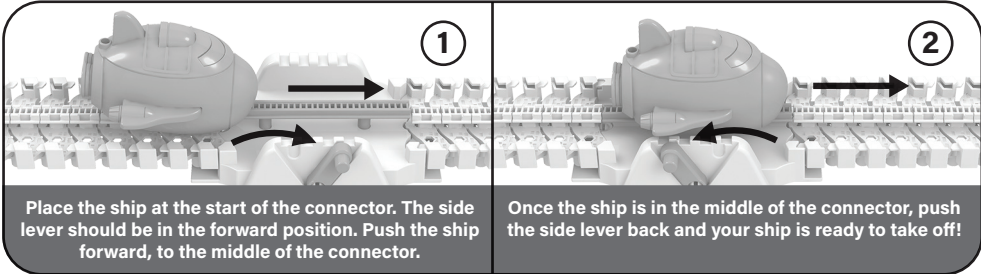 1
Place the ship at the start of the connector. The side
lever should be in the forward position. Push the ship
forward, to the middle of the connector.
2
Once the ship is in the middle of the connector, push
the side lever back and your ship is ready to take off!